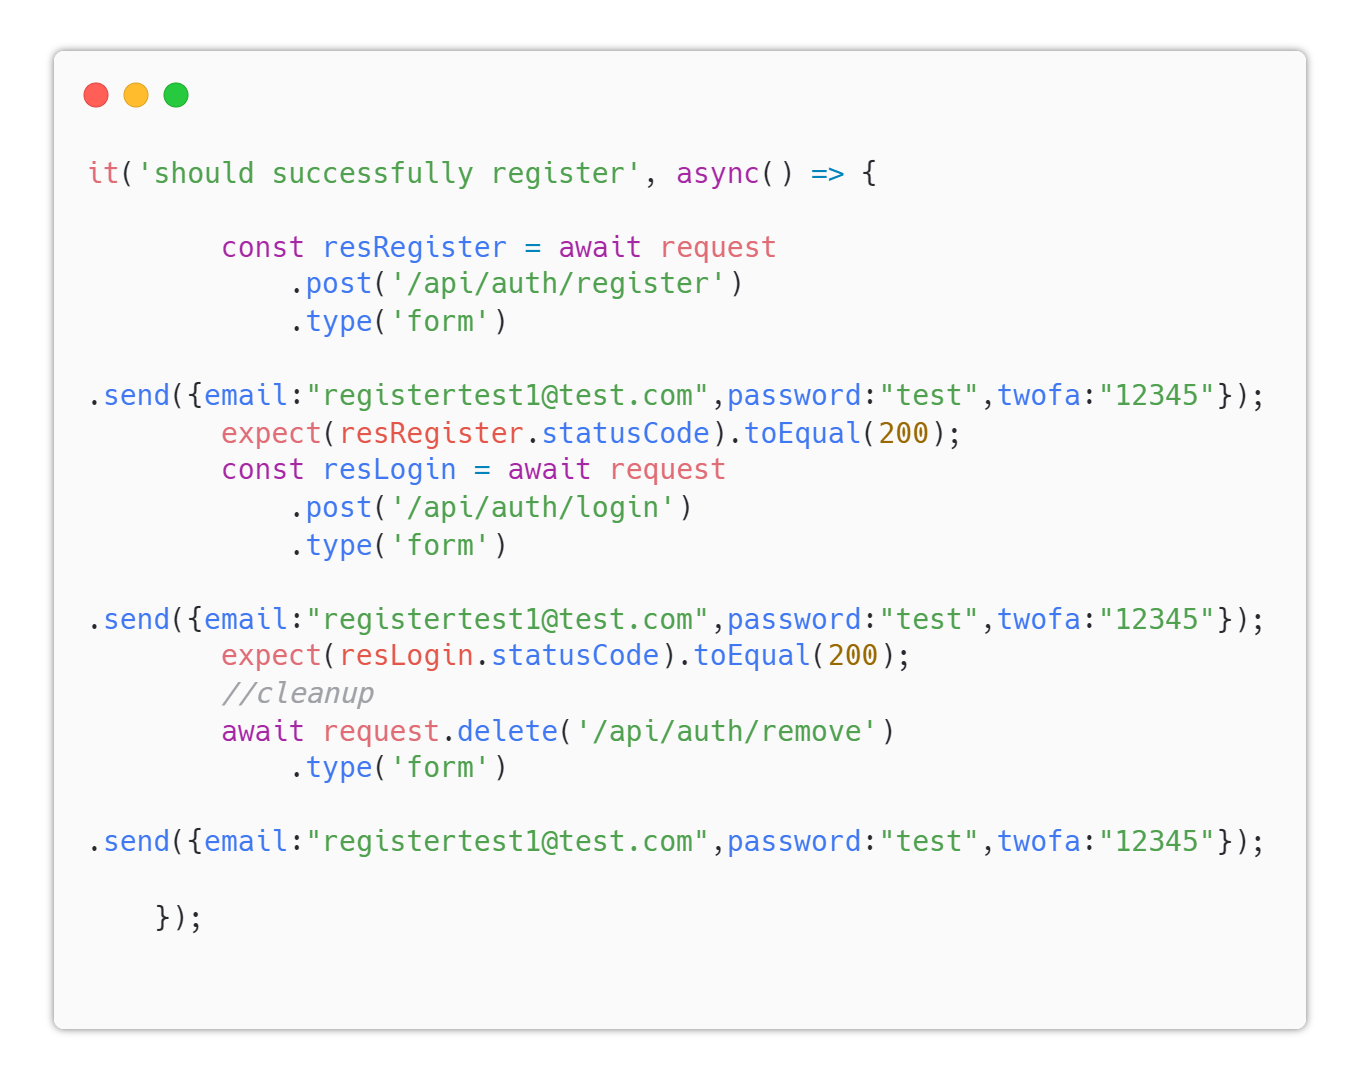 it('should successfully register', async() => {
        const resRegister = await request
            .post('/api/auth/register')
            .type('form')
.send({email:"registertest1@test.com",password:"test",twofa:"12345"});
        expect(resRegister.statusCode).toEqual(200);
        const resLogin = await request
            .post('/api/auth/login')
            .type('form')
.send({email:"registertest1@test.com",password:"test",twofa:"12345"});
        expect(resLogin.statusCode).toEqual(200);
        //cleanup
        await request.delete('/api/auth/remove')
            .type('form')
.send({email:"registertest1@test.com",password:"test",twofa:"12345"});
    });